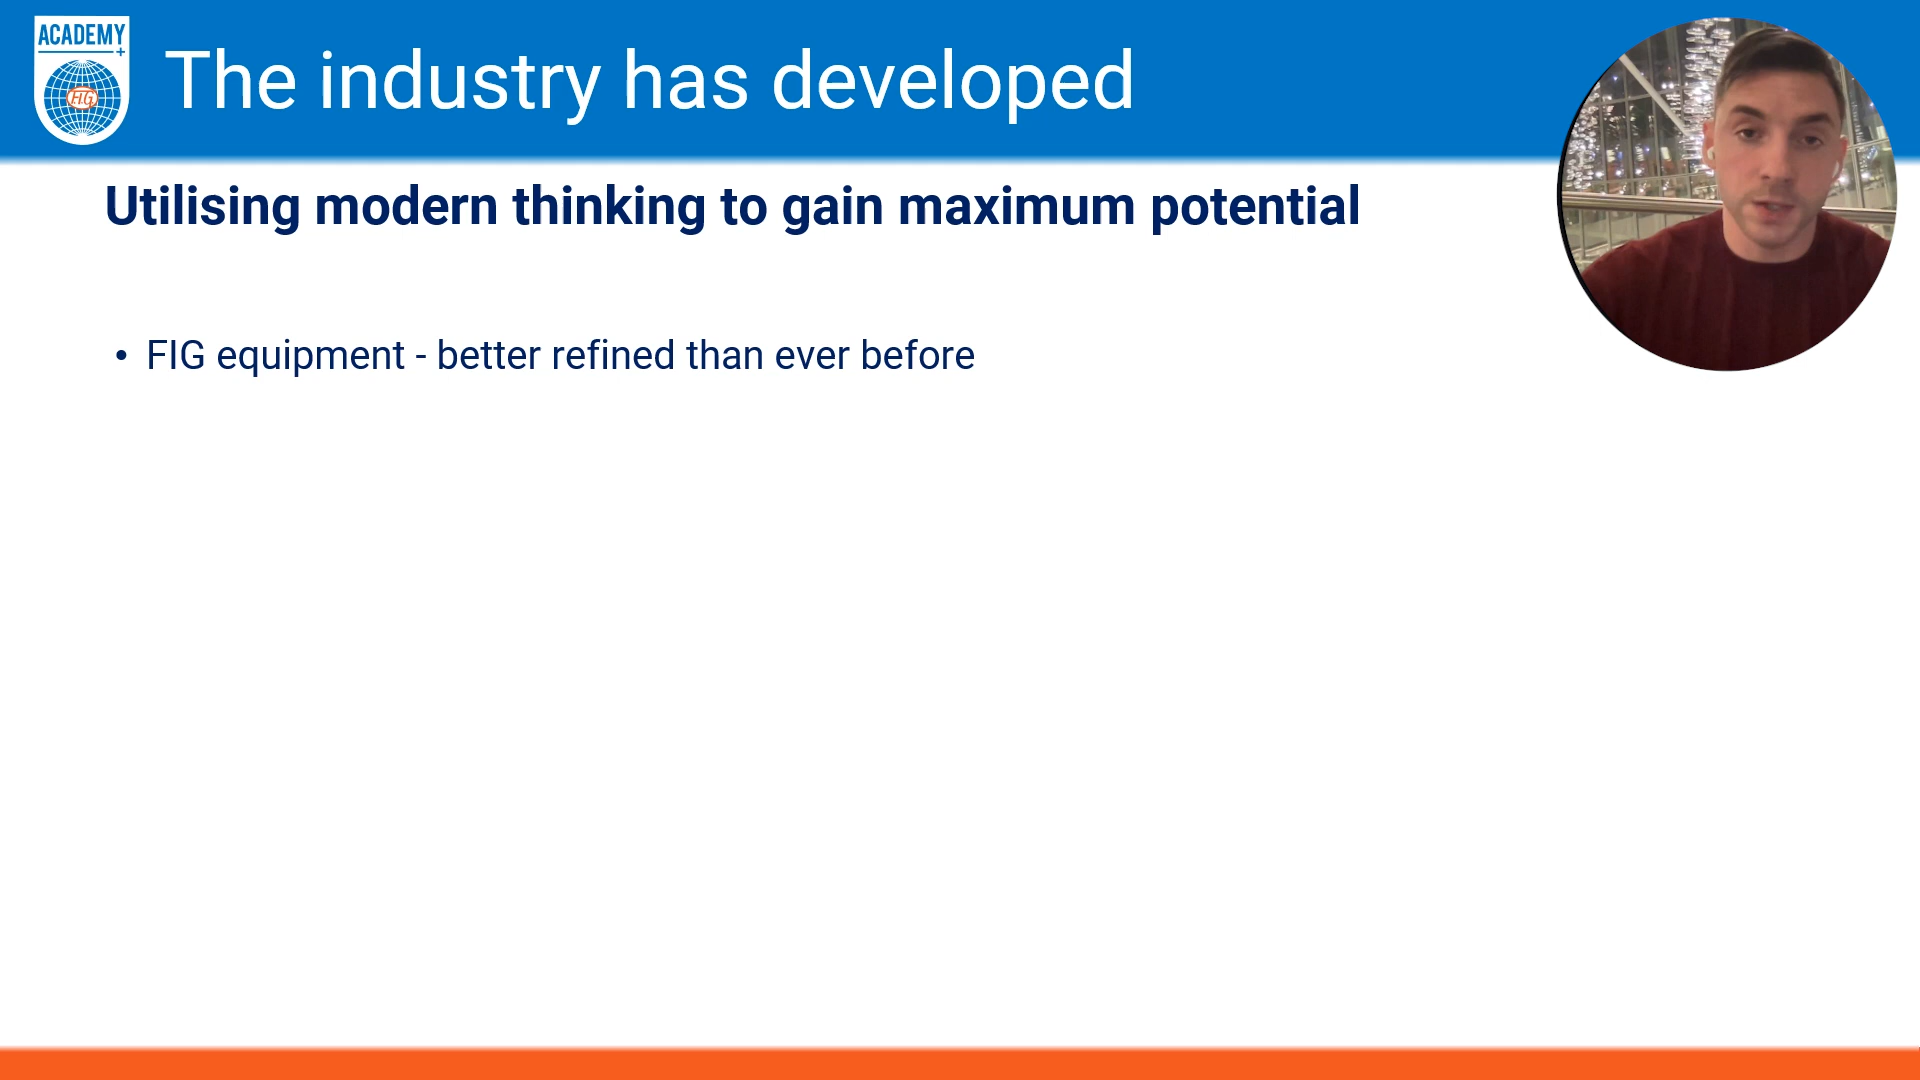 ACADEMY
+
FIG
The industry has developed
Utilising modern thinking to gain maximum potential
• FIG equipment - better refined than ever before